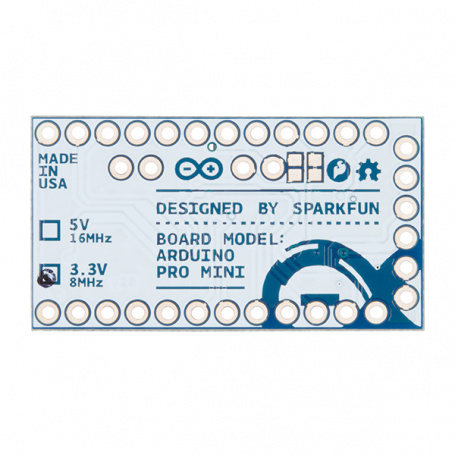 MADE
IN
USA
DESIGNED BY SPARKFUN
5V
16MHz
3.3V
8MHz
BOARD MODEL:
ARDUINO
PRO MINI